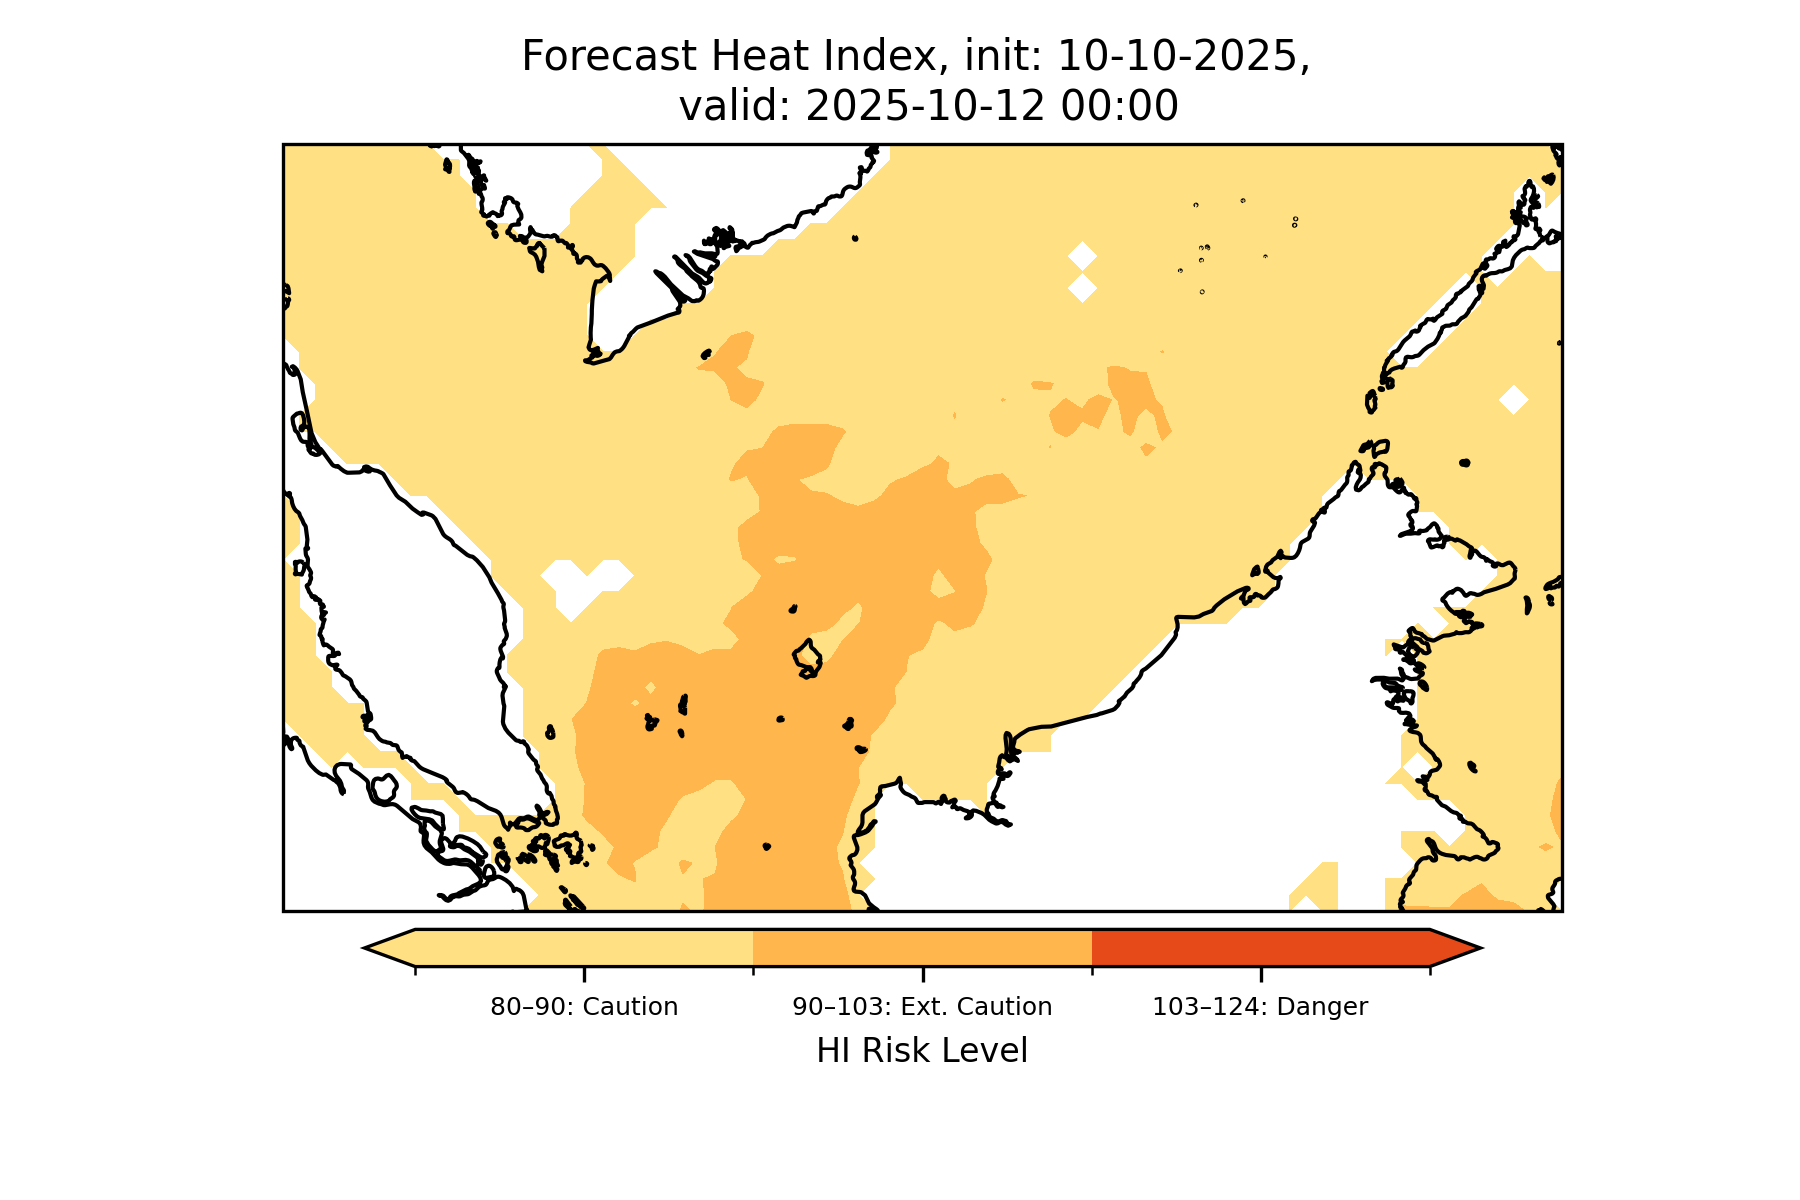 Forecast Heat Index, init: 10-10-2025,
valid: 2025-10-12 00:00
80–90: Caution
90–103: Ext. Caution
103–124: Danger
HI Risk Level